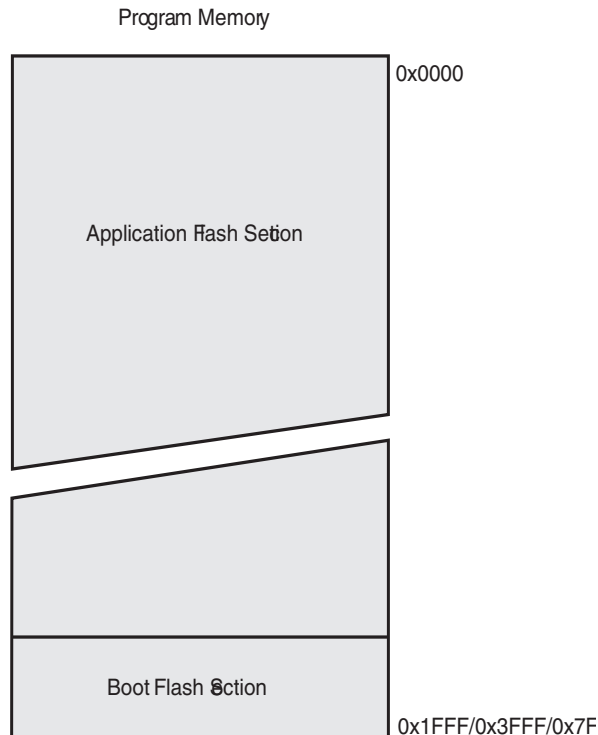 Program Memory
0x0000
Application Flash Section
Boot Flash Section
0x1FFF/0x3FFF/0x7F